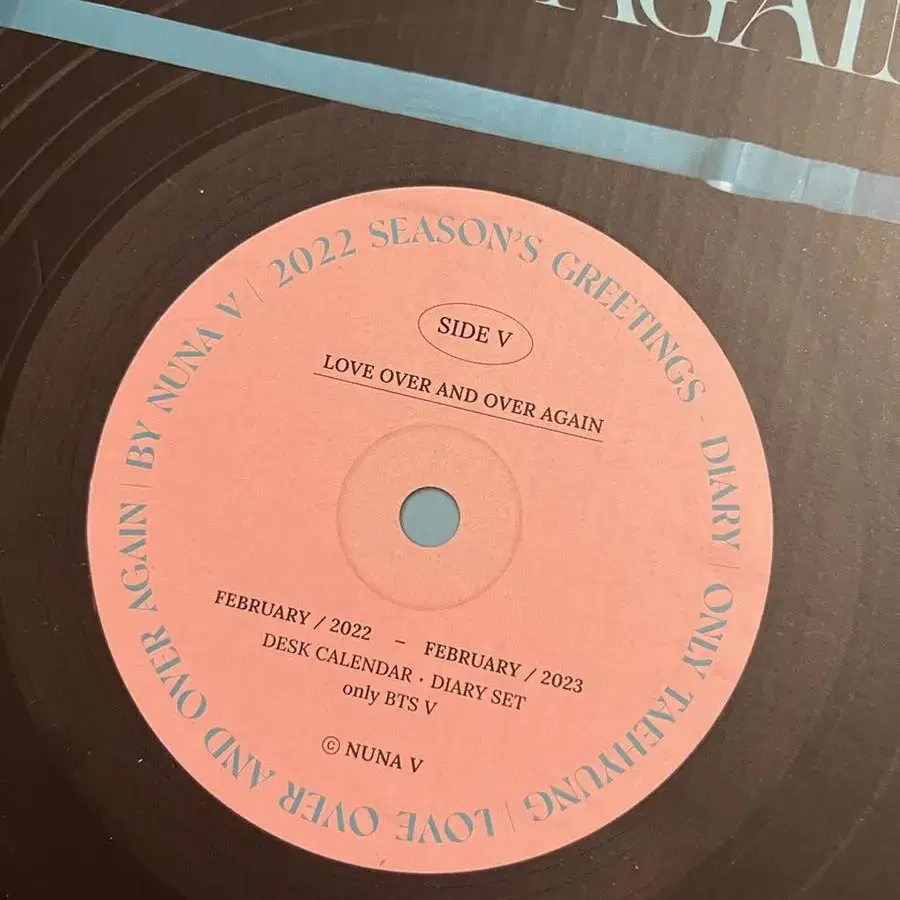 AGAIN
2022 SEASON'S GREETINGS - DIARY | ONLY TAEHYUNG | LOVE OVER AND OVER AGAIN | BY NUNA V |
SIDE V
LOVE OVER AND OVER AGAIN
FEBRUARY / 2022 – FEBRUARY / 2023
DESK CALENDAR · DIARY SET
only BTS V
© NUNA V